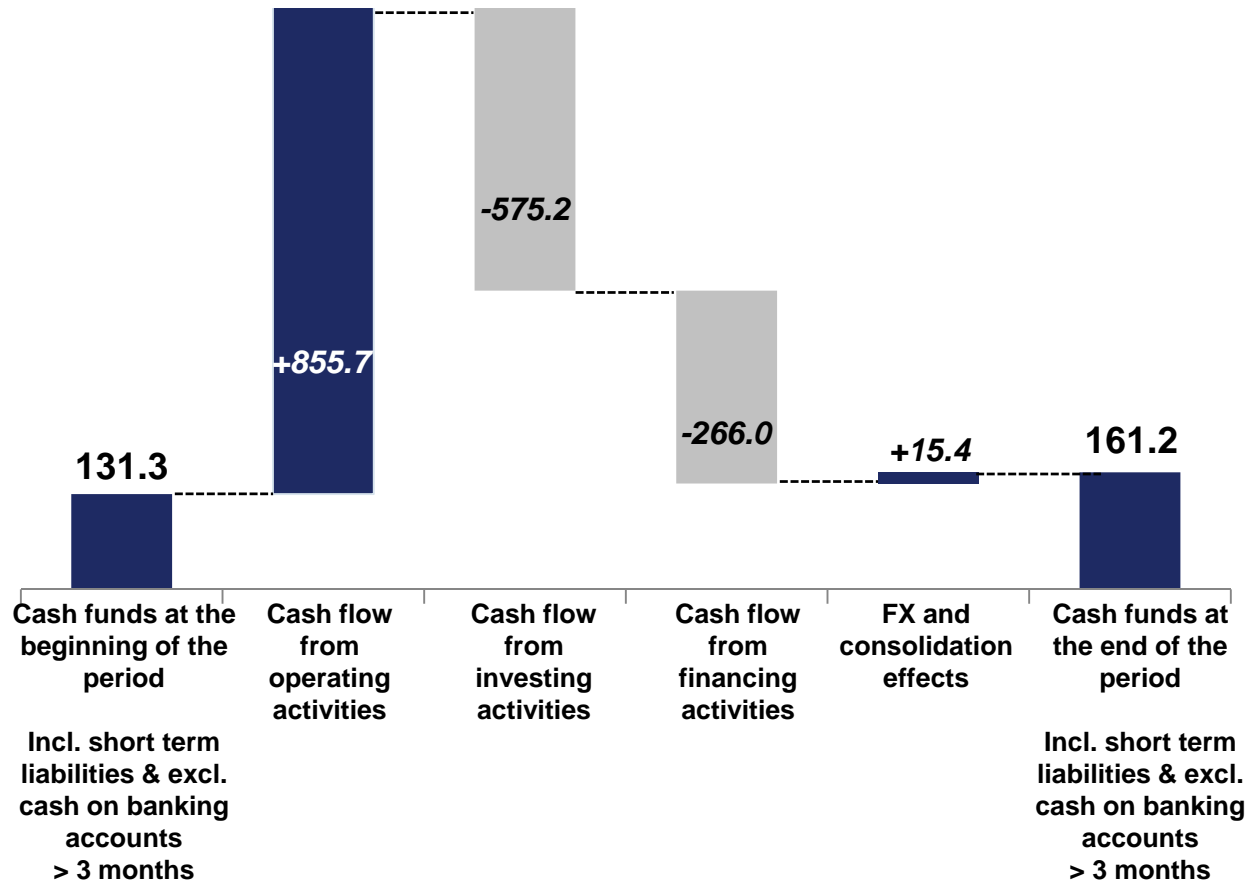 -575.2
+855.7
-266.0
+15.4
161.2
131.3
Cash funds at the
beginning of the
period
Incl. short term
liabilities & excl.
cash on banking
accounts
> 3 months
Cash flow
from
operating
activities
Cash flow
from
investing
activities
Cash flow
from
financing
activities
FX and
consolidation
effects
Cash funds at
the end of the
period
Incl. short term
liabilities & excl.
cash on banking
accounts
> 3 months